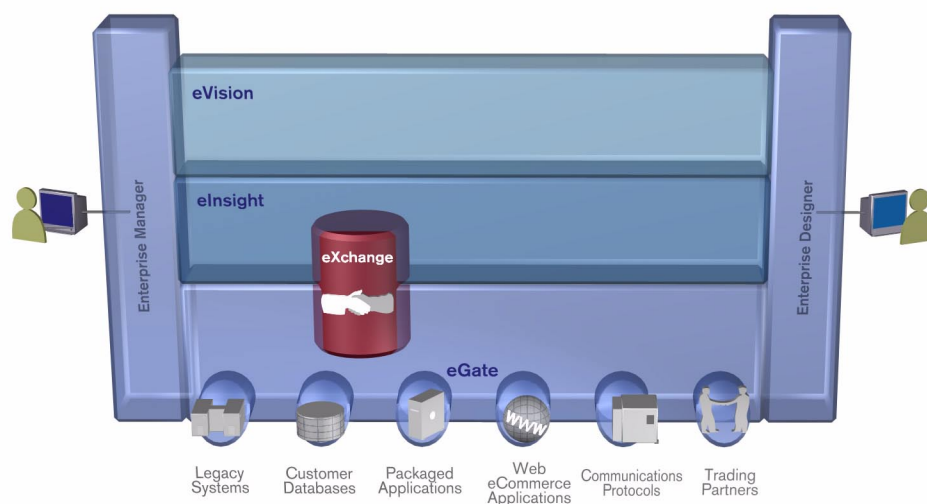 eVision
eInsight
Enterprise Manager
Enterprise Designer
eXchange
eGate
www
Legacy
Systems
Customer
Databases
Packaged
Applications
Web
eCommerce
Applications
Communications
Protocols
Trading
Partners